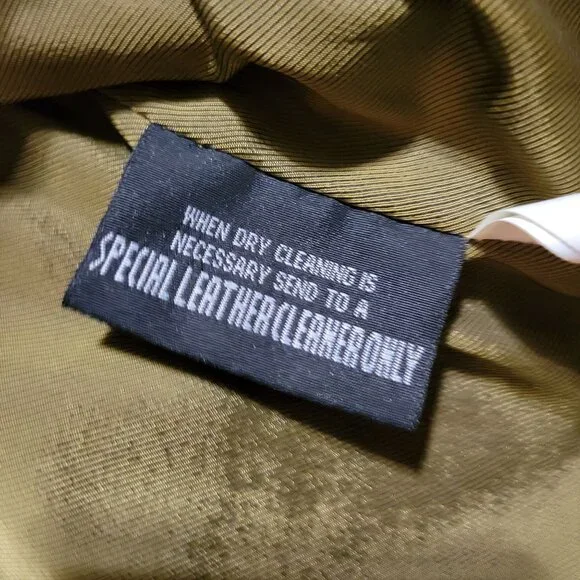 WHEN DRY CLEANING IS
NECESSARY SEND TO A
SPECIAL LEATHER CLEANER ONLY